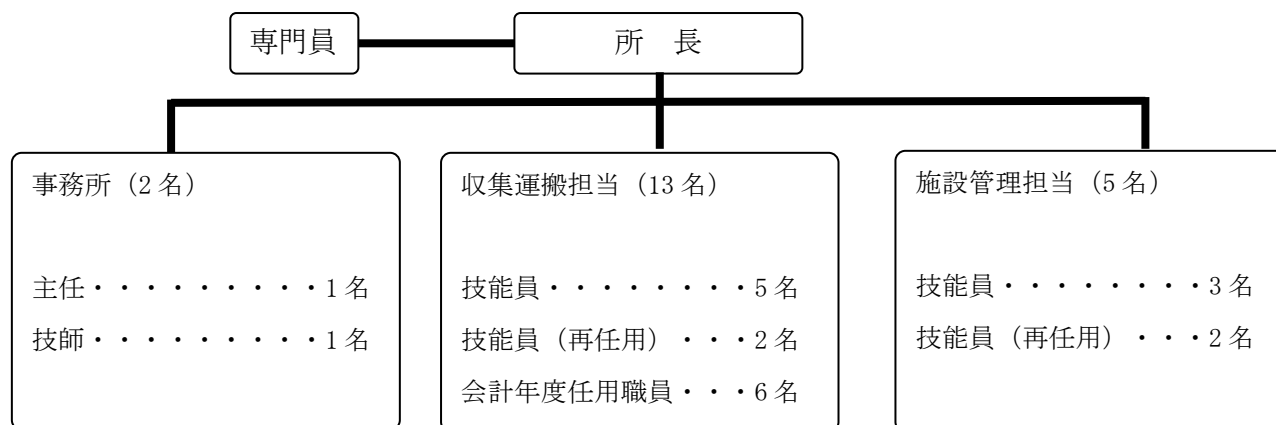 専門員
所　長
事務所（2名）
主任・・・・・・・・・1名
技師・・・・・・・・・1名
収集運搬担当（13名）
技能員・・・・・・・・5名
技能員（再任用）・・・2名
会計年度任用職員・・・6名
施設管理担当（5名）
技能員・・・・・・・・3名
技能員（再任用）・・・2名